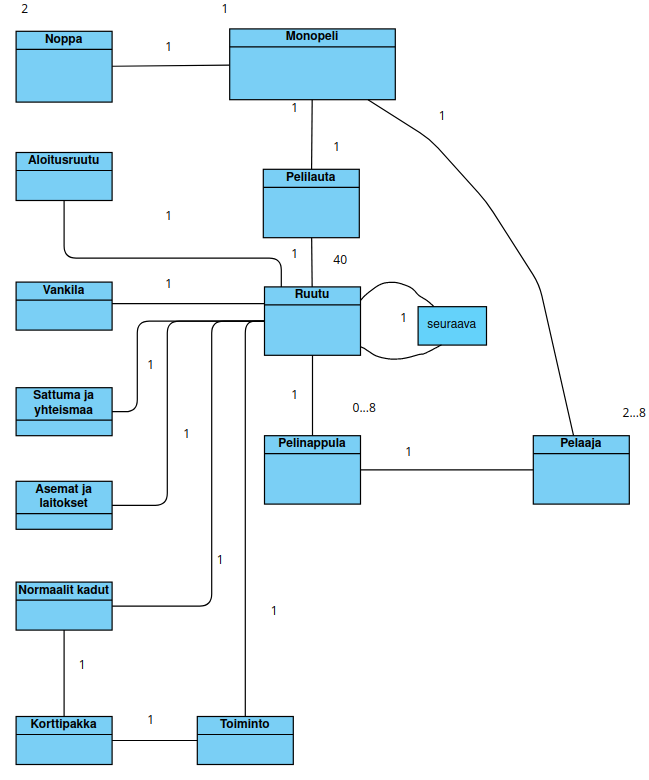 2
1
Noppa
1
Monopeli
1
1
1
Aloitusruutu
Pelilauta
1
1
40
Vankila
1
Ruutu
1
seuraava
1
Sattuma ja
yhteismaa
1
0...8
2...8
1
Pelinappula
1
Pelaaja
Asemat ja
laitokset
1
Normaalit kadut
1
1
Korttipakka
1
Toiminto